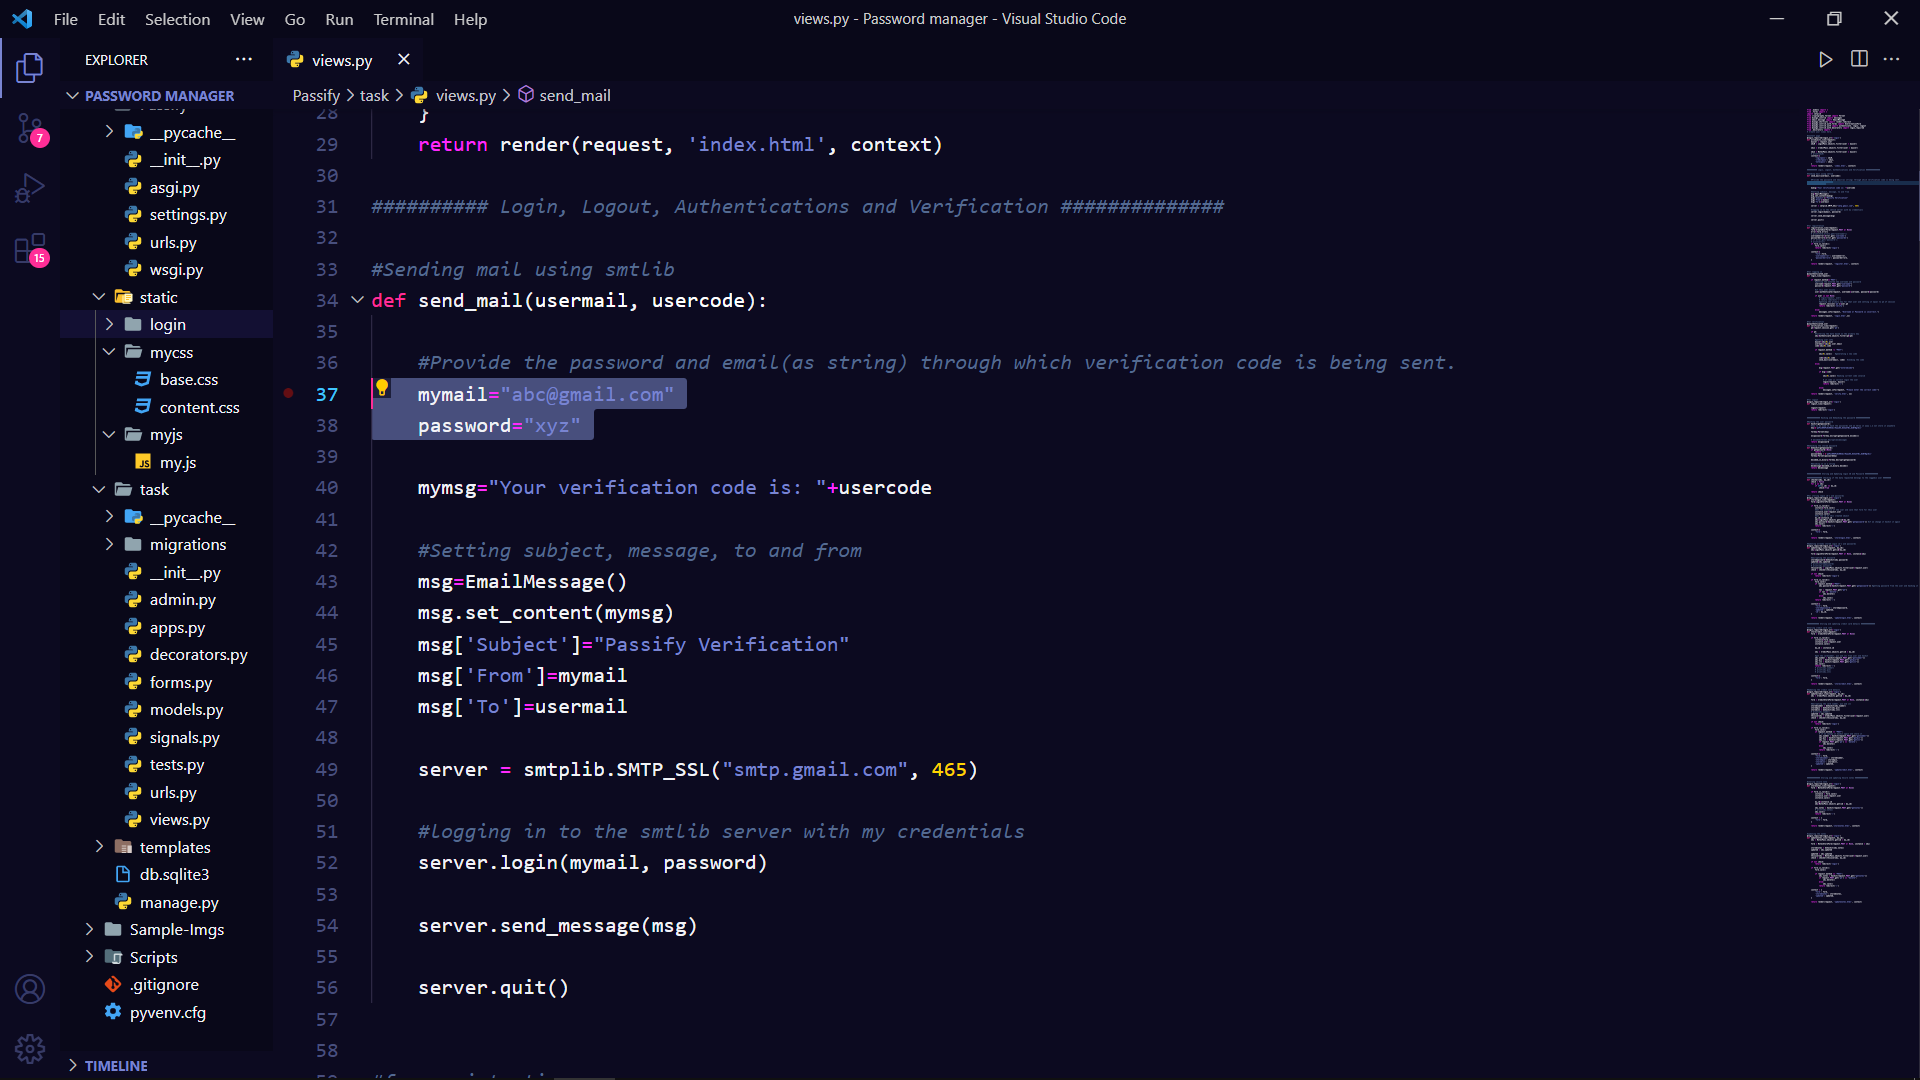 File Edit Selection View Go Run Terminal Help
views.py - Password manager - Visual Studio Code
EXPLORER
views.py
PASSWORD MANAGER
Passify > task > views.py > send_mail
7
15
__pycache__
__init__.py
asgi.py
settings.py
urls.py
wsgi.py
static
login
mycss
base.css
content.css
myjs
JS my.js
task
__pycache__
migrations
__init__.py
admin.py
apps.py
decorators.py
forms.py
models.py
signals.py
tests.py
urls.py
views.py
templates
db.sqlite3
manage.py
Sample-Imgs
Scripts
.gitignore
pyvenv.cfg
TIMELINE
28 }
29 return render(request, 'index.html', context)
30
31 ########## Login, Logout, Authentications and Verification ##############
32
33 #Sending mail using smtlib
34 def send_mail(usermail, usercode):
35
36 #Provide the password and email(as string) through which verification code is being sent.
37 mymail="abc@gmail.com"
38 password="xyz"
39
40 mymsg="Your verification code is: "+usercode
41
42 #Setting subject, message, to and from
43 msg=EmailMessage()
44 msg.set_content(mymsg)
45 msg['Subject']="Passify Verification"
46 msg['From']=mymail
47 msg['To']=usermail
48
49 server = smtplib.SMTP_SSL("smtp.gmail.com", 465)
50
51 #logging in to the smtlib server with my credentials
52 server.login(mymail, password)
53
54 server.send_message(msg)
55
56 server.quit()
57
58